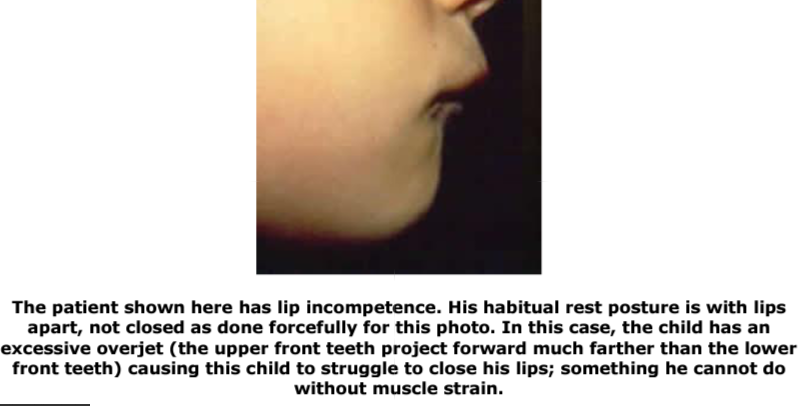 The patient shown here has lip incompetence. His habitual rest posture is with lips
apart, not closed as done forcefully for this photo. In this case, the child has an
excessive overjet (the upper front teeth project forward much farther than the lower
front teeth) causing this child to struggle to close his lips; something he cannot do
without muscle strain.